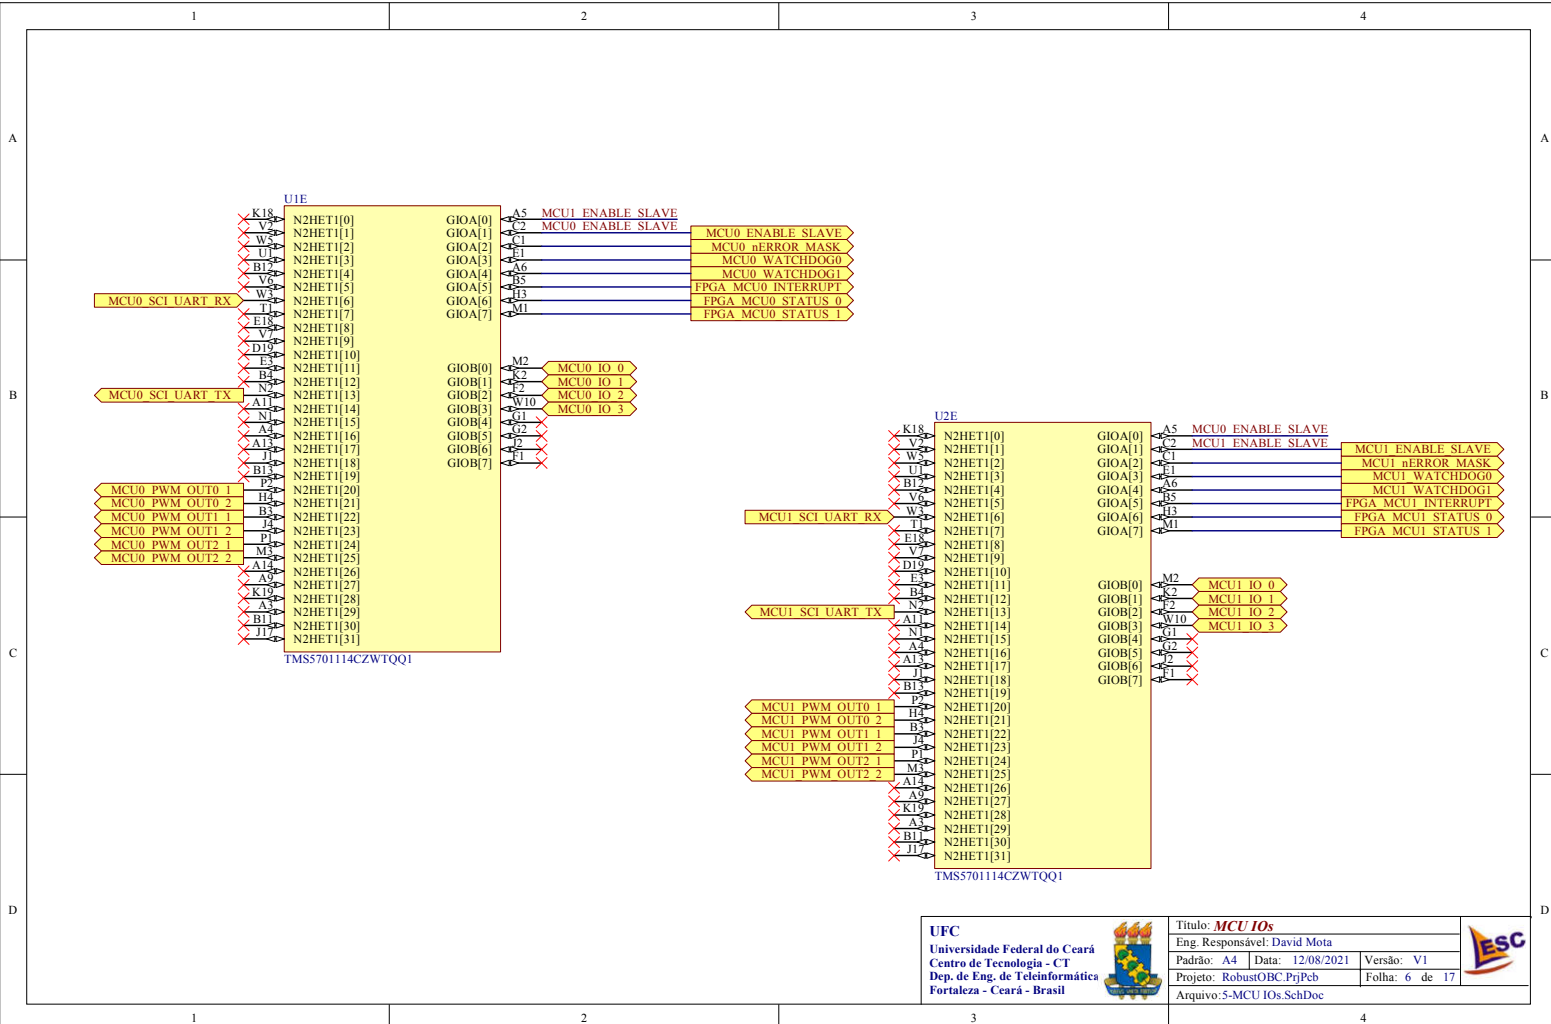 1 2 3 4
A A
B B
C C
D D
U1E
K18 N2HET1[0]
V2 N2HET1[1]
W5 N2HET1[2]
U1 N2HET1[3]
B12 N2HET1[4]
V6 N2HET1[5]
MCU0_SCI_UART_RX W3 N2HET1[6]
T1 N2HET1[7]
E18 N2HET1[8]
V7 N2HET1[9]
D19 N2HET1[10]
E3 N2HET1[11]
B4 N2HET1[12]
MCU0_SCI_UART_TX N2 N2HET1[13]
A11 N2HET1[14]
N1 N2HET1[15]
A4 N2HET1[16]
A13 N2HET1[17]
J1 N2HET1[18]
B13 N2HET1[19]
MCU0_PWM_OUT0_1 P2 N2HET1[20]
MCU0_PWM_OUT0_2 H4 N2HET1[21]
MCU0_PWM_OUT1_1 B3 N2HET1[22]
MCU0_PWM_OUT1_2 J4 N2HET1[23]
MCU0_PWM_OUT2_1 P1 N2HET1[24]
MCU0_PWM_OUT2_2 M3 N2HET1[25]
A14 N2HET1[26]
A9 N2HET1[27]
K19 N2HET1[28]
A3 N2HET1[29]
B11 N2HET1[30]
J17 N2HET1[31]
GIOA[0] A5 MCU1_ENABLE_SLAVE
GIOA[1] C2 MCU0_ENABLE_SLAVE MCU0_ENABLE_SLAVE
GIOA[2] C1 MCU0_nERROR_MASK
GIOA[3] E1 MCU0_WATCHDOG0
GIOA[4] A6 MCU0_WATCHDOG1
GIOA[5] B5 FPGA_MCU0_INTERRUPT
GIOA[6] H3 FPGA_MCU0_STATUS_0
GIOA[7] M1 FPGA_MCU0_STATUS_1
GIOB[0] M2 MCU0_IO_0
GIOB[1] K2 MCU0_IO_1
GIOB[2] F2 MCU0_IO_2
GIOB[3] W10 MCU0_IO_3
GIOB[4] G1
GIOB[5] G2
GIOB[6] J2
GIOB[7] F1
TMS5701114CZWTQQ1
U2E
K18 N2HET1[0]
V2 N2HET1[1]
W5 N2HET1[2]
U1 N2HET1[3]
B12 N2HET1[4]
V6 N2HET1[5]
MCU1_SCI_UART_RX W3 N2HET1[6]
T1 N2HET1[7]
E18 N2HET1[8]
V7 N2HET1[9]
D19 N2HET1[10]
E3 N2HET1[11]
B4 N2HET1[12]
MCU1_SCI_UART_TX N2 N2HET1[13]
A11 N2HET1[14]
N1 N2HET1[15]
A4 N2HET1[16]
A13 N2HET1[17]
J1 N2HET1[18]
B13 N2HET1[19]
MCU1_PWM_OUT0_1 P2 N2HET1[20]
MCU1_PWM_OUT0_2 H4 N2HET1[21]
MCU1_PWM_OUT1_1 B3 N2HET1[22]
MCU1_PWM_OUT1_2 J4 N2HET1[23]
MCU1_PWM_OUT2_1 P1 N2HET1[24]
MCU1_PWM_OUT2_2 M3 N2HET1[25]
A14 N2HET1[26]
A9 N2HET1[27]
K19 N2HET1[28]
A3 N2HET1[29]
B11 N2HET1[30]
J17 N2HET1[31]
GIOA[0] A5 MCU0_ENABLE_SLAVE
GIOA[1] C2 MCU1_ENABLE_SLAVE MCU1_ENABLE_SLAVE
GIOA[2] C1 MCU1_nERROR_MASK
GIOA[3] E1 MCU1_WATCHDOG0
GIOA[4] A6 MCU1_WATCHDOG1
GIOA[5] B5 FPGA_MCU1_INTERRUPT
GIOA[6] H3 FPGA_MCU1_STATUS_0
GIOA[7] M1 FPGA_MCU1_STATUS_1
GIOB[0] M2 MCU1_IO_0
GIOB[1] K2 MCU1_IO_1
GIOB[2] F2 MCU1_IO_2
GIOB[3] W10 MCU1_IO_3
GIOB[4] G1
GIOB[5] G2
GIOB[6] J2
GIOB[7] F1
TMS5701114CZWTQQ1
UFC
Universidade Federal do Ceará
Centro de Tecnologia - CT
Dep. de Eng. de Teleinformática
Fortaleza - Ceará - Brasil
Título: MCU IOs
Eng. Responsável: David Mota
Padrão: A4 Data: 12/08/2021 Versão: V1
Projeto: RobustOBC.PrjPcb Folha: 6 de 17
Arquivo: 5-MCU IOs.SchDoc
LESC
1 2 3 4